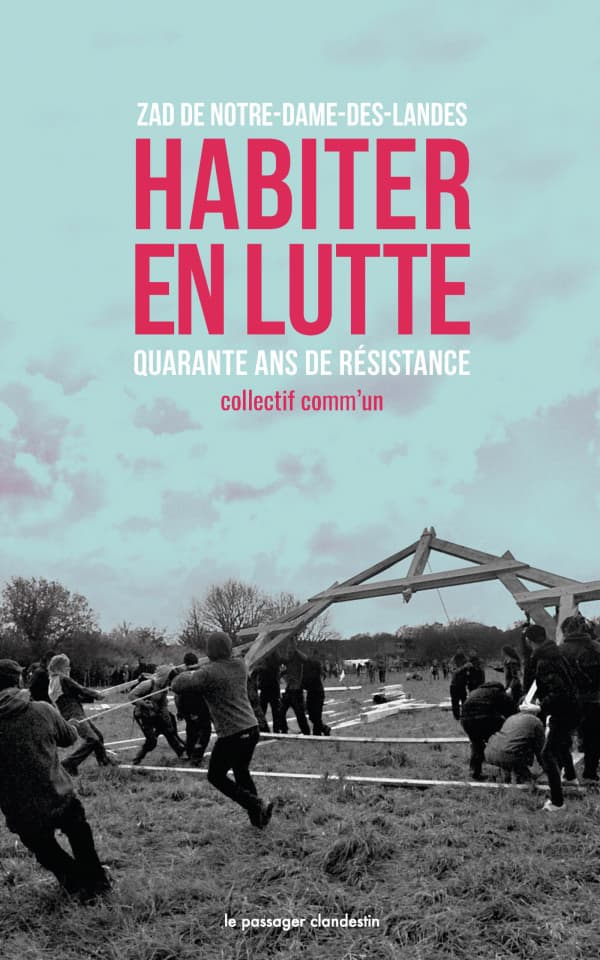 ZAD DE NOTRE-DAME-DES-LANDES
HABITER
EN LUTTE
QUARANTE ANS DE RÉSISTANCE
collectif comm'un
le passager clandestin